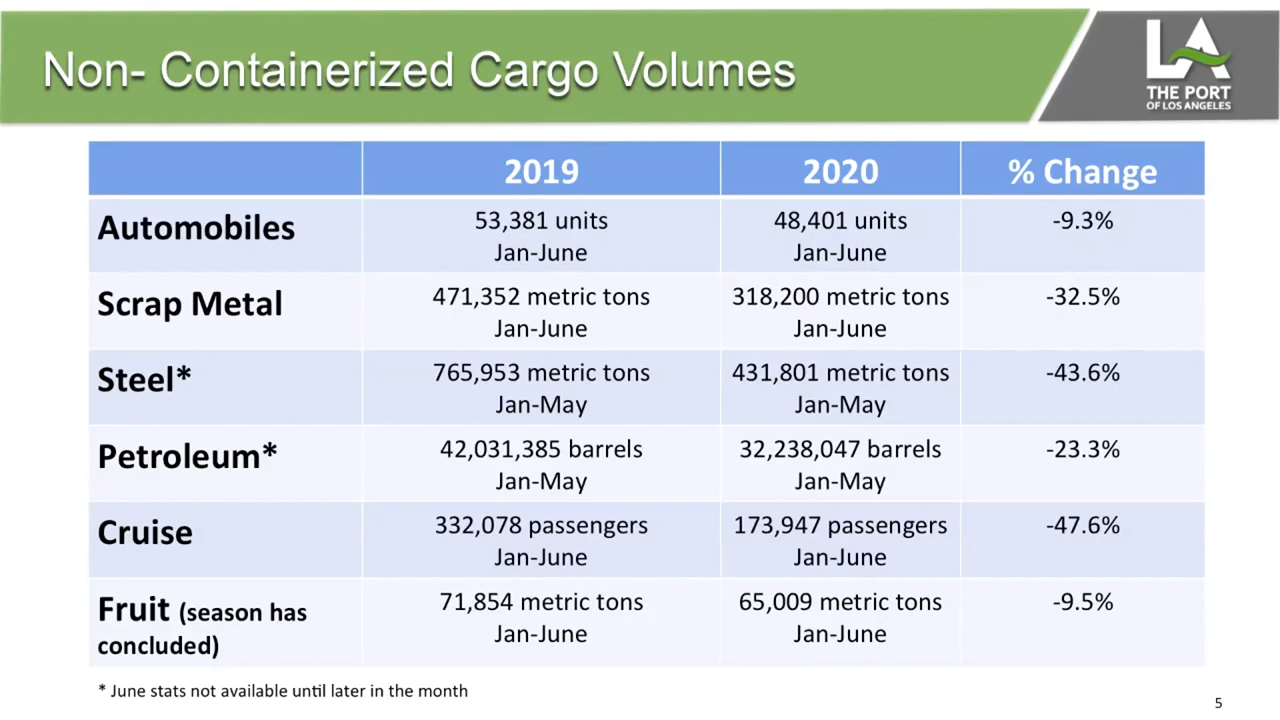 Non- Containerized Cargo Volumes
LA
THE PORT
OF LOS ANGELES
2019 2020 % Change
Automobiles 53,381 units 48,401 units -9.3%
Jan-June Jan-June
Scrap Metal 471,352 metric tons 318,200 metric tons -32.5%
Jan-June Jan-June
Steel* 765,953 metric tons 431,801 metric tons -43.6%
Jan-May Jan-May
Petroleum* 42,031,385 barrels 32,238,047 barrels -23.3%
Jan-May Jan-May
Cruise 332,078 passengers 173,947 passengers -47.6%
Jan-June Jan-June
Fruit (season has 71,854 metric tons 65,009 metric tons -9.5%
concluded) Jan-June Jan-June
* June stats not available until later in the month
5